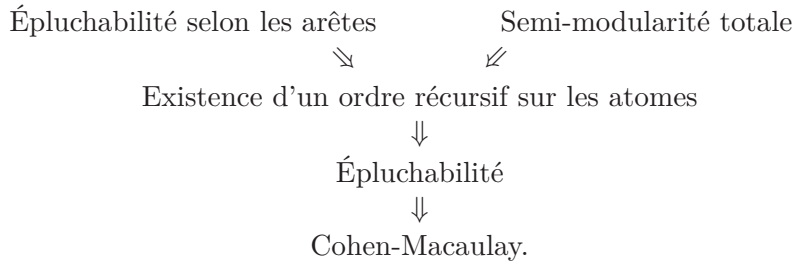 Épluchabilité selon les arêtes Semi-modularité totale
⇘ ⇙
Existence d'un ordre récursif sur les atomes
⇓
Épluchabilité
⇓
Cohen-Macaulay.